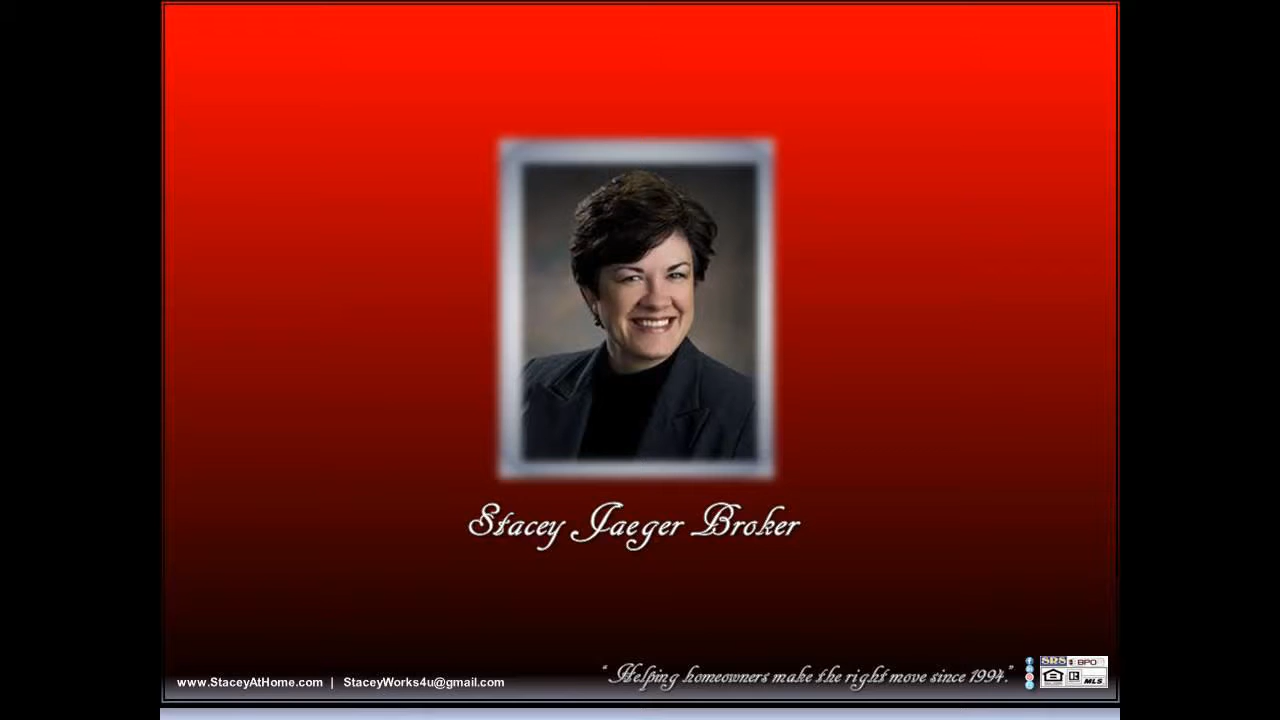 Stacey Jaeger Broker
“Helping homeowners make the right move since 1994.”
www.StaceyAtHome.com | StaceyWorks4u@gmail.com
SRS BPO
R MLS